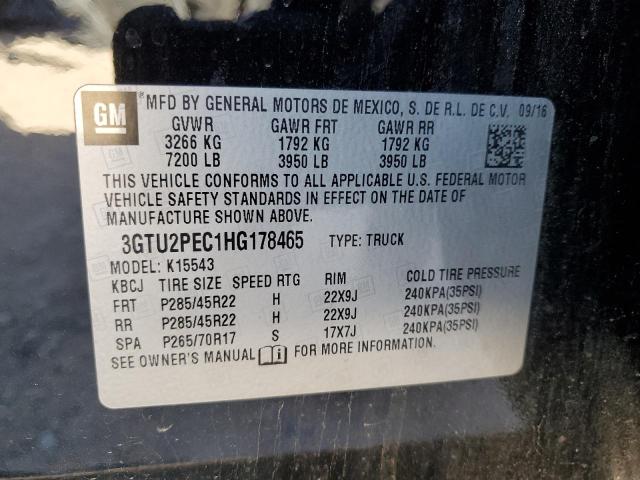 GM
*MFD BY GENERAL MOTORS DE MEXICO, S. DE R.L. DE C.V. 09/16
GVWR GAWR FRT GAWR RR
3266 KG 1792 KG 1792 KG
7200 LB 3950 LB 3950 LB
THIS VEHICLE CONFORMS TO ALL APPLICABLE U.S. FEDERAL MOTOR
VEHICLE SAFETY STANDARDS IN EFFECT ON THE DATE OF
MANUFACTURE SHOWN ABOVE.
3GTU2PEC1HG178465 TYPE: TRUCK
MODEL: K15543
KBCJ TIRE SIZE SPEED RTG RIM COLD TIRE PRESSURE
FRT P285/45R22 H 22X9J 240KPA(35PSI)
RR P285/45R22 H 22X9J 240KPA(35PSI)
SPA P265/70R17 S 17X7J 240KPA(35PSI)
SEE OWNER'S MANUAL FOR MORE INFORMATION.